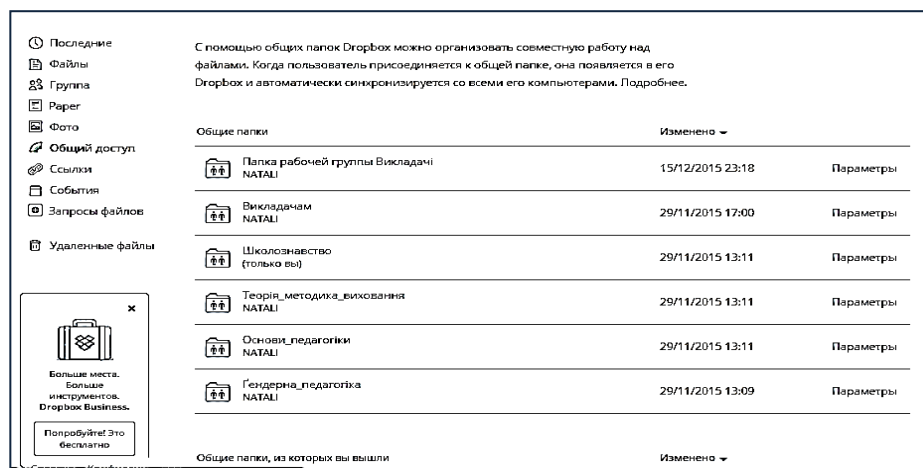 Последние
Файлы
Группа
Paper
Фото
Общий доступ
Ссылки
События
Запросы файлов
Удаленные файлы
Больше места.
Больше
инструментов.
Dropbox Business.
Попробуйте! Это
бесплатно
С помощью общих папок Dropbox можно организовать совместную работу над
файлами. Когда пользователь присоединяется к общей папке, она появляется в его
Dropbox и автоматически синхронизируется со всеми его компьютерами. Подробнее.
Общие папки Изменено
Папка рабочей группы Викладачі
NATALI 15/12/2015 23:18 Параметры
Викладачам
NATALI 29/11/2015 17:00 Параметры
Школознавство
(только вы) 29/11/2015 13:11 Параметры
Теорія_методика_виховання
NATALI 29/11/2015 13:11 Параметры
Основи_педагогіки
NATALI 29/11/2015 13:11 Параметры
Ґендерна_педагогіка
NATALI 29/11/2015 13:09 Параметры
Общие папки, из которых вы вышли Изменено